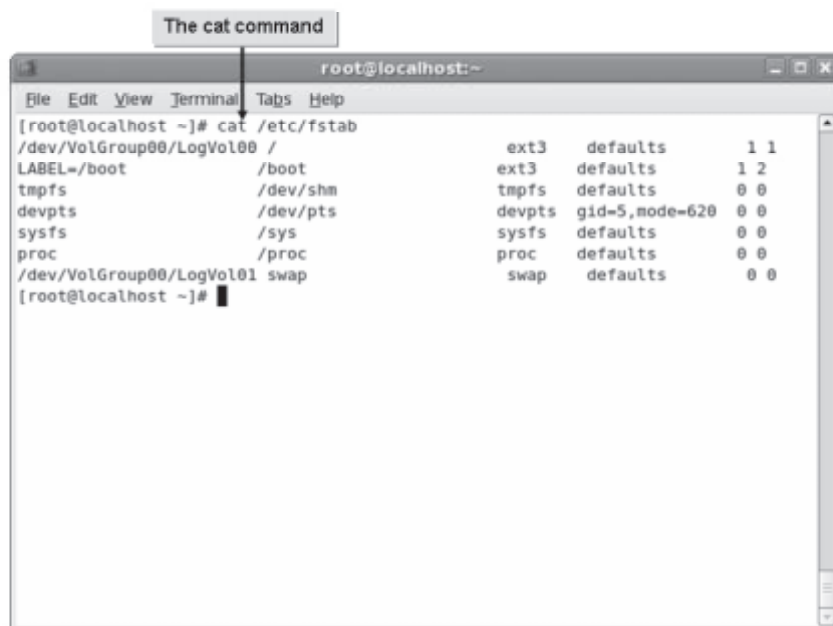 The cat command
root@localhost:~
File Edit View Terminal Tabs Help
[root@localhost ~]# cat /etc/fstab
/dev/VolGroup00/LogVol00 / ext3 defaults 1 1
LABEL=/boot /boot ext3 defaults 1 2
tmpfs /dev/shm tmpfs defaults 0 0
devpts /dev/pts devpts gid=5,mode=620 0 0
sysfs /sys sysfs defaults 0 0
proc /proc proc defaults 0 0
/dev/VolGroup00/LogVol01 swap swap defaults 0 0
[root@localhost ~]#